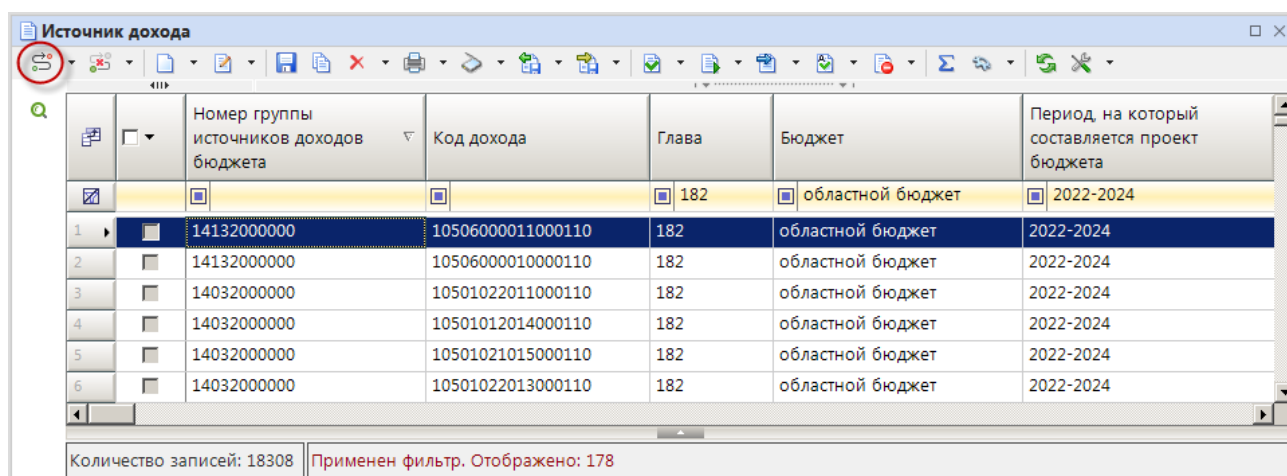 Источник дохода
Номер группы источников доходов бюджета
Код дохода
Глава
Бюджет
Период, на который составляется проект бюджета
182 областной бюджет 2022-2024
1 14132000000 10506000011000110 182 областной бюджет 2022-2024
2 14132000000 10506000010000110 182 областной бюджет 2022-2024
3 14032000000 10501022011000110 182 областной бюджет 2022-2024
4 14032000000 10501012014000110 182 областной бюджет 2022-2024
5 14032000000 10501021015000110 182 областной бюджет 2022-2024
6 14032000000 10501022013000110 182 областной бюджет 2022-2024
Количество записей: 18308 Применен фильтр. Отображено: 178